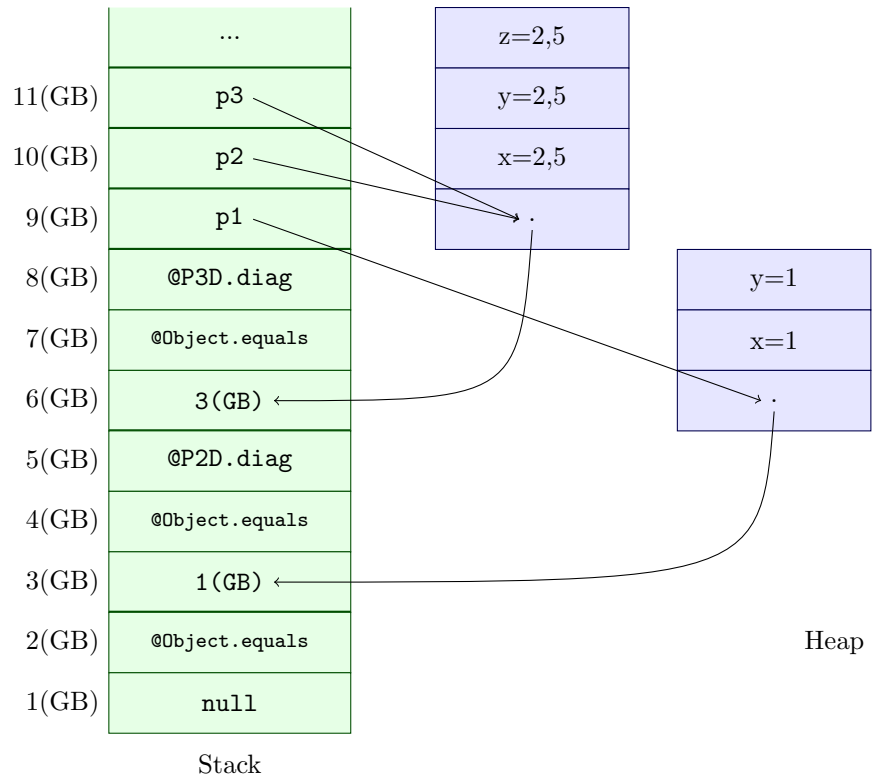 ...
z=2,5
11(GB) p3 y=2,5
10(GB) p2 x=2,5
9(GB) p1 .
8(GB) @P3D.diag y=1
7(GB) @Object.equals x=1
6(GB) 3(GB) .
5(GB) @P2D.diag
4(GB) @Object.equals
3(GB) 1(GB)
2(GB) @Object.equals Heap
1(GB) null
Stack